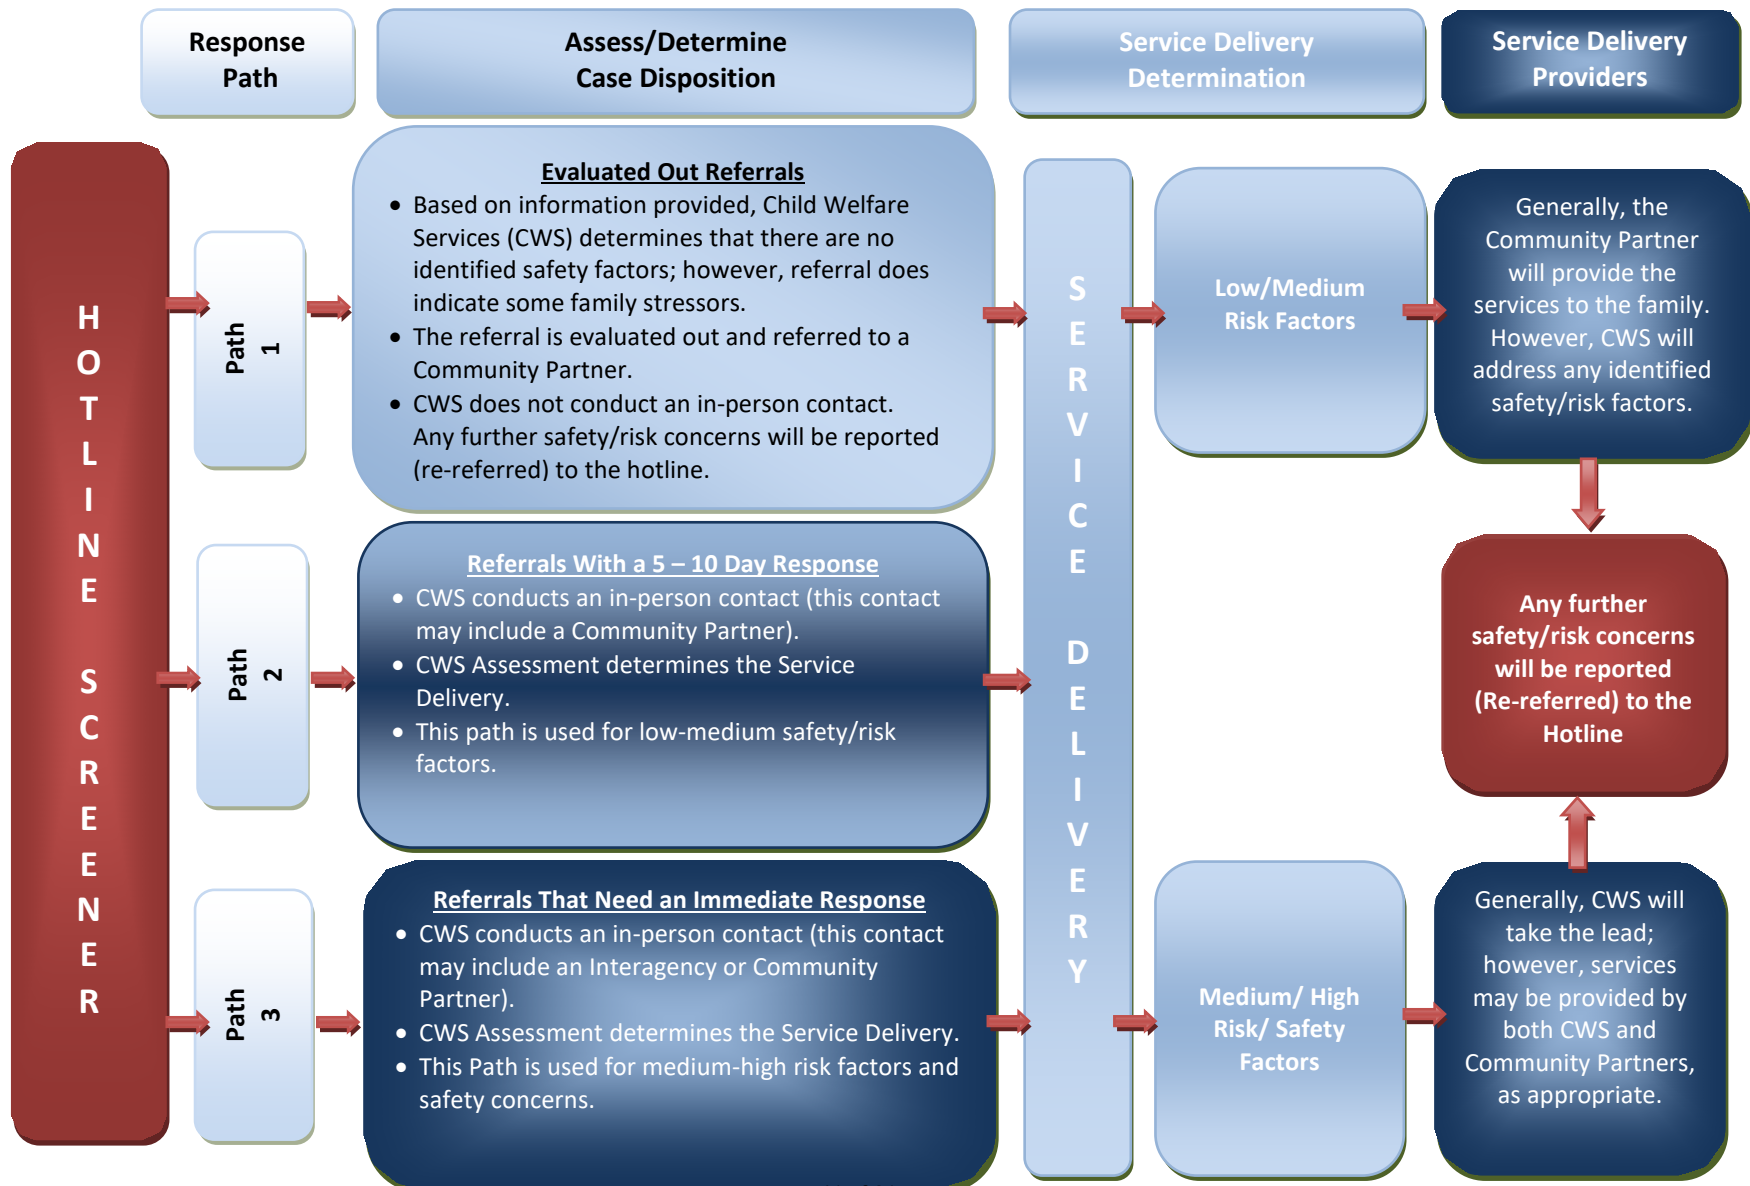 Response
Path
Assess/Determine
Case Disposition
Service Delivery
Determination
Service Delivery
Providers
HOTLINE SCREENER
Path
1
Evaluated Out Referrals
• Based on information provided, Child Welfare
Services (CWS) determines that there are no
identified safety factors; however, referral does
indicate some family stressors.
• The referral is evaluated out and referred to a
Community Partner.
• CWS does not conduct an in-person contact.
Any further safety/risk concerns will be reported
(re-referred) to the hotline.
Path
2
Referrals With a 5 – 10 Day Response
• CWS conducts an in-person contact (this contact
may include a Community Partner).
• CWS Assessment determines the Service
Delivery.
• This path is used for low-medium safety/risk
factors.
Path
3
Referrals That Need an Immediate Response
• CWS conducts an in-person contact (this contact
may include an Interagency or Community
Partner).
• CWS Assessment determines the Service Delivery.
• This Path is used for medium-high risk factors and
safety concerns.
SERVICE DELIVERY
Low/Medium
Risk Factors
Generally, the
Community Partner
will provide the
services to the family.
However, CWS will
address any identified
safety/risk factors.
Any further
safety/risk concerns
will be reported
(Re-referred) to the
Hotline
Medium/ High
Risk/ Safety
Factors
Generally, CWS will
take the lead;
however, services
may be provided by
both CWS and
Community Partners,
as appropriate.